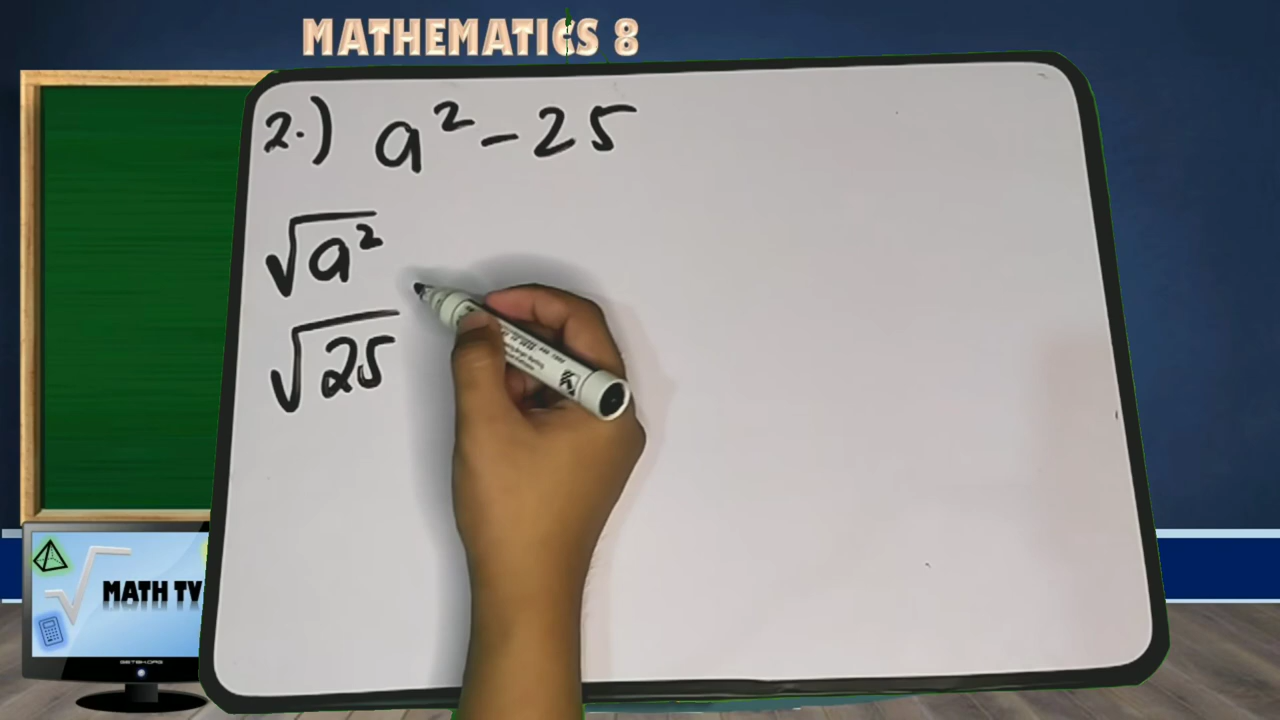 MATHEMATICS 8
2.) a² - 25
√a²
√25
MATH TV